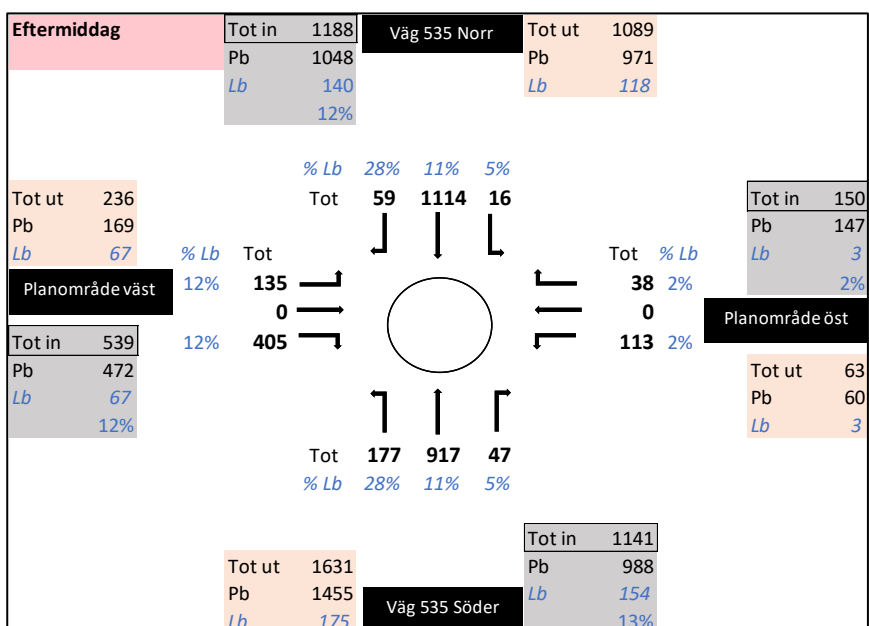 Eftermiddag Tot in 1188 Väg 535 Norr Tot ut 1089
Pb 1048 Pb 971
Lb 140 Lb 118
12%
% Lb 28% 11% 5%
Tot ut 236 Tot 59 1114 16 Tot in 150
Pb 169 Pb 147
Lb 67 % Lb Tot Tot % Lb Lb 3
Planområde väst 12% 135 38 2% 2%
0 0 Planområde öst
Tot in 539 12% 405 113 2%
Pb 472 Tot ut 63
Lb 67 Pb 60
12% Lb 3
Tot 177 917 47
% Lb 28% 11% 5%
Tot in 1141
Tot ut 1631 Pb 988
Pb 1455 Väg 535 Söder Lb 154
Lb 175 13%